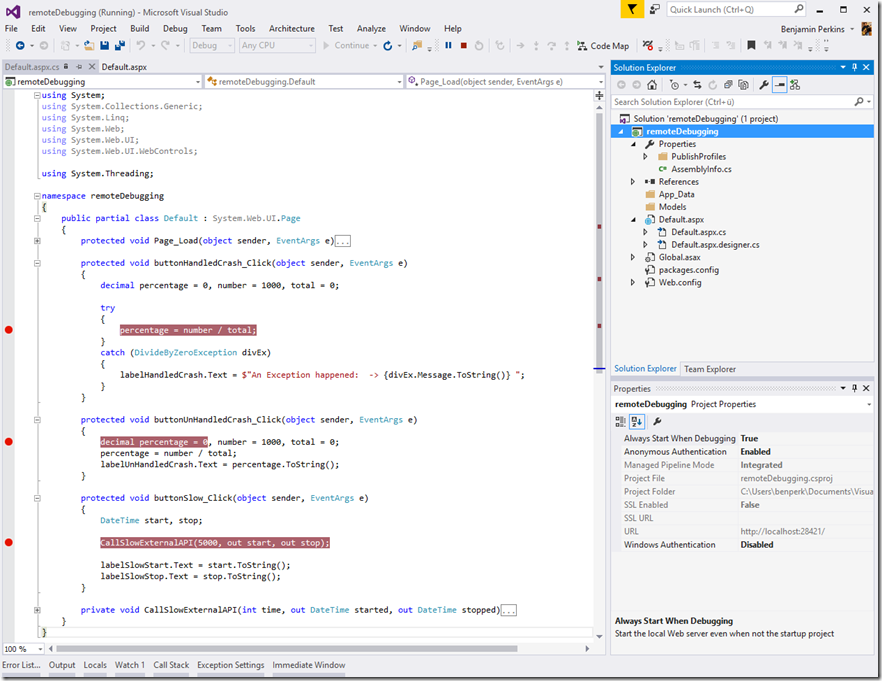 remoteDebugging (Running) - Microsoft Visual Studio
Quick Launch (Ctrl+Q)
File Edit View Project Build Debug Team Tools Architecture Test Analyze Window Help
Benjamin Perkins
Debug Any CPU Continue Code Map
Default.aspx.cs Default.aspx
remoteDebugging remoteDebugging.Default Page_Load(object sender, EventArgs e)
using System;
using System.Collections.Generic;
using System.Linq;
using System.Web;
using System.Web.UI;
using System.Web.UI.WebControls;
using System.Threading;
namespace remoteDebugging
{
public partial class Default : System.Web.UI.Page
{
protected void Page_Load(object sender, EventArgs e)...
protected void buttonHandledCrash_Click(object sender, EventArgs e)
{
decimal percentage = 0, number = 1000, total = 0;
try
{
percentage = number / total;
}
catch (DivideByZeroException divEx)
{
labelHandledCrash.Text = $"An Exception happened:  -> {divEx.Message.ToString()} ";
}
}
protected void buttonUnHandledCrash_Click(object sender, EventArgs e)
{
decimal percentage = 0, number = 1000, total = 0;
percentage = number / total;
labelUnHandledCrash.Text = percentage.ToString();
}
protected void buttonSlow_Click(object sender, EventArgs e)
{
DateTime start, stop;
CallSlowExternalAPI(5000, out start, out stop);
labelSlowStart.Text = start.ToString();
labelSlowStop.Text = stop.ToString();
}
private void CallSlowExternalAPI(int time, out DateTime started, out DateTime stopped)...
}
}
100 %
Error List... Output Locals Watch 1 Call Stack Exception Settings Immediate Window
Solution Explorer
Search Solution Explorer (Ctrl+ü)
Solution 'remoteDebugging' (1 project)
remoteDebugging
Properties
PublishProfiles
C# AssemblyInfo.cs
References
App_Data
Models
Default.aspx
Default.aspx.cs
Default.aspx.designer.cs
Global.asax
packages.config
Web.config
Solution Explorer Team Explorer
Properties
remoteDebugging Project Properties
Always Start When Debugging True
Anonymous Authentication Enabled
Managed Pipeline Mode Integrated
Project File remoteDebugging.csproj
Project Folder C:\Users\benperk\Documents\Visua
SSL Enabled False
SSL URL
URL http://localhost:28421/
Windows Authentication Disabled
Always Start When Debugging
Start the local Web server even when not the startup project